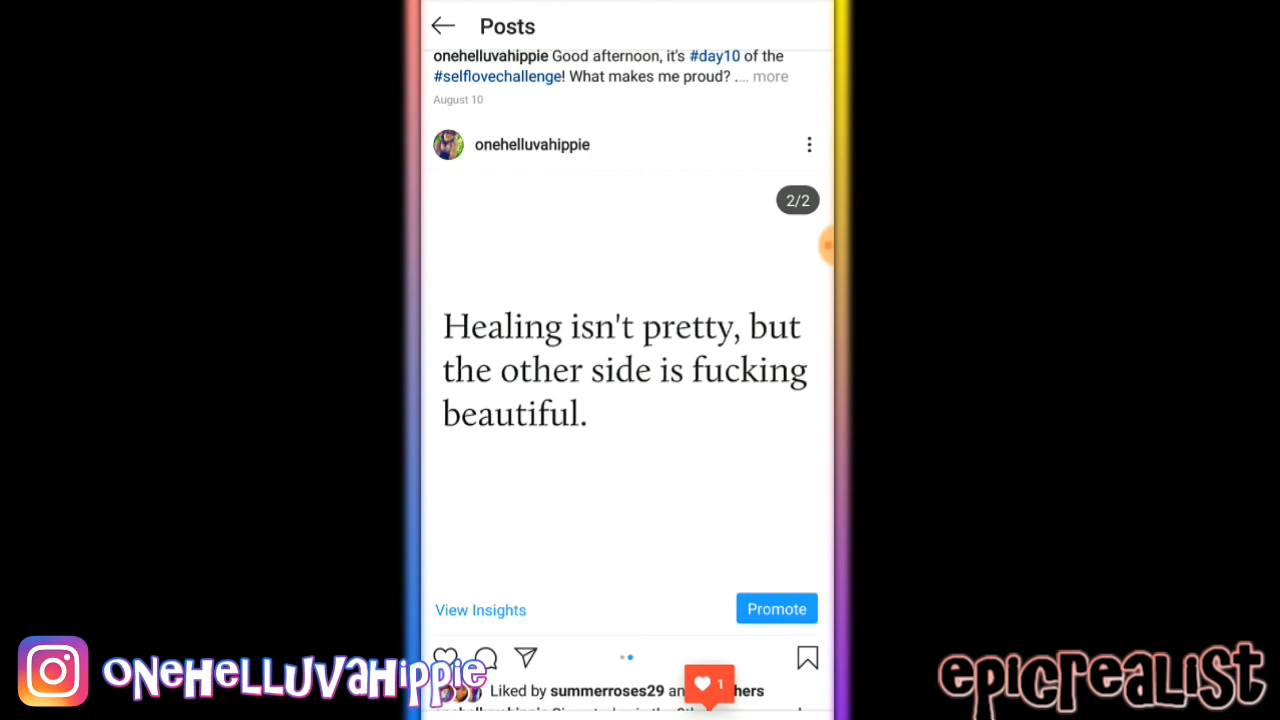 Posts
onehelluvahippie Good afternoon, it's #day10 of the
#selflovechallenge! What makes me proud? .... more
August 10
onehelluvahippie
2/2
Healing isn't pretty, but
the other side is fucking
beautiful.
View Insights
Promote
Liked by summerroses29 an hers
1
onehelluvahippie
epicrealist